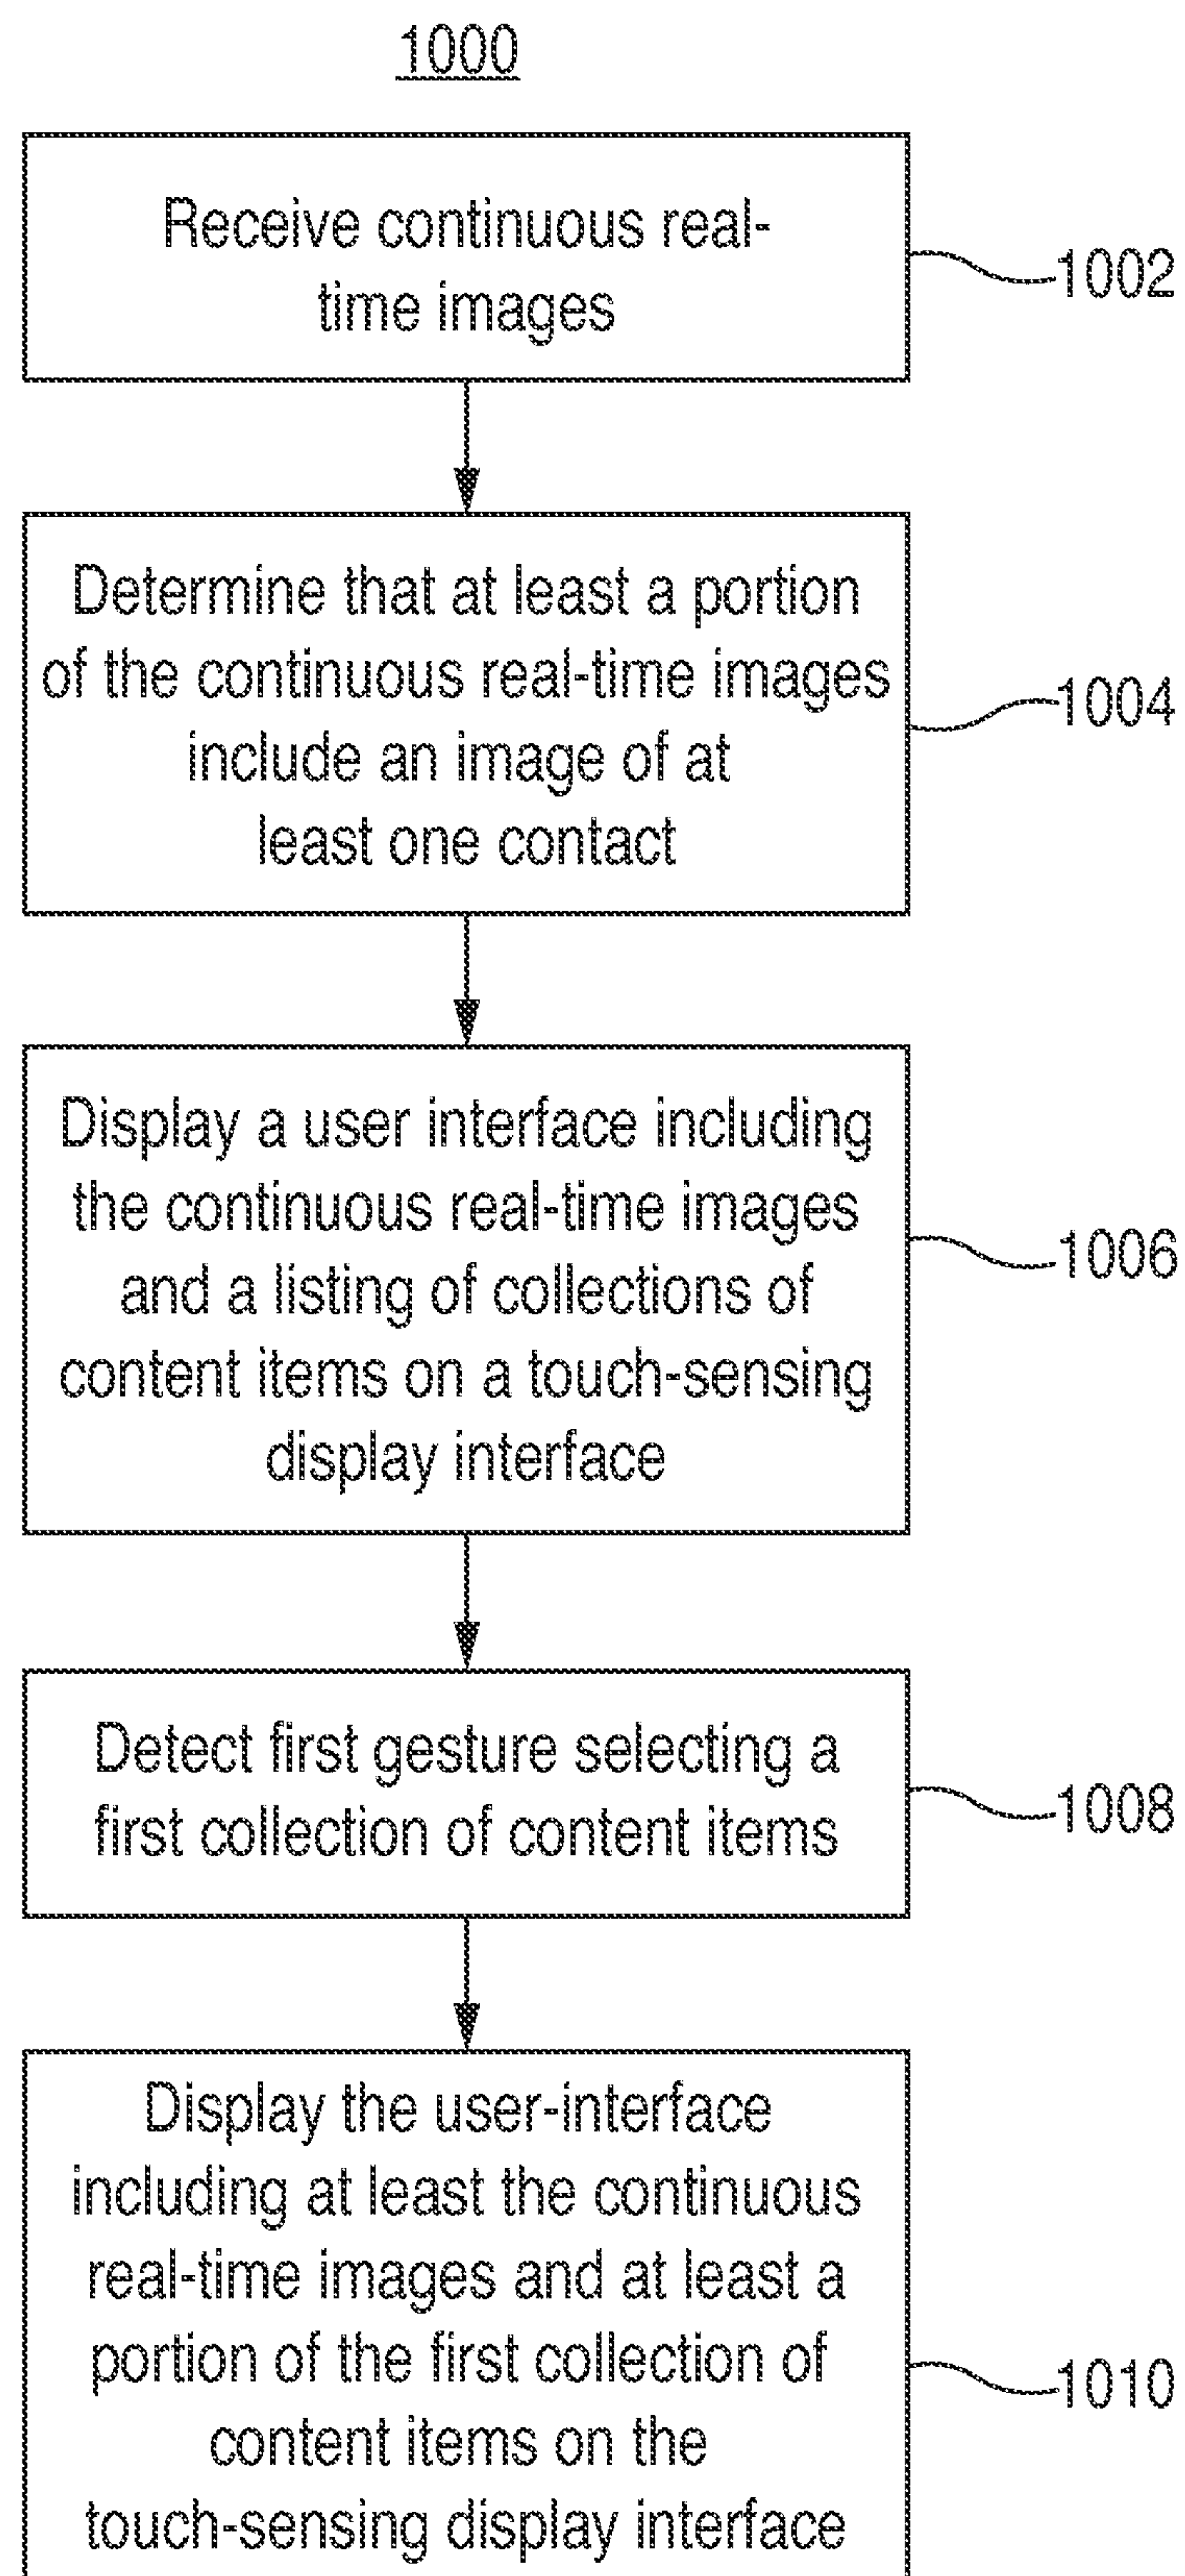 1000
Receive continuous real-
time images
1002
Determine that at least a portion
of the continuous real-time images
include an image of at
least one contact
1004
Display a user interface including
the continuous real-time images
and a listing of collections of
content items on a touch-sensing
display interface
1006
Detect first gesture selecting a
first collection of content items
1008
Display the user-interface
including at least the continuous
real-time images and at least a
portion of the first collection of
content items on the
touch-sensing display interface
1010